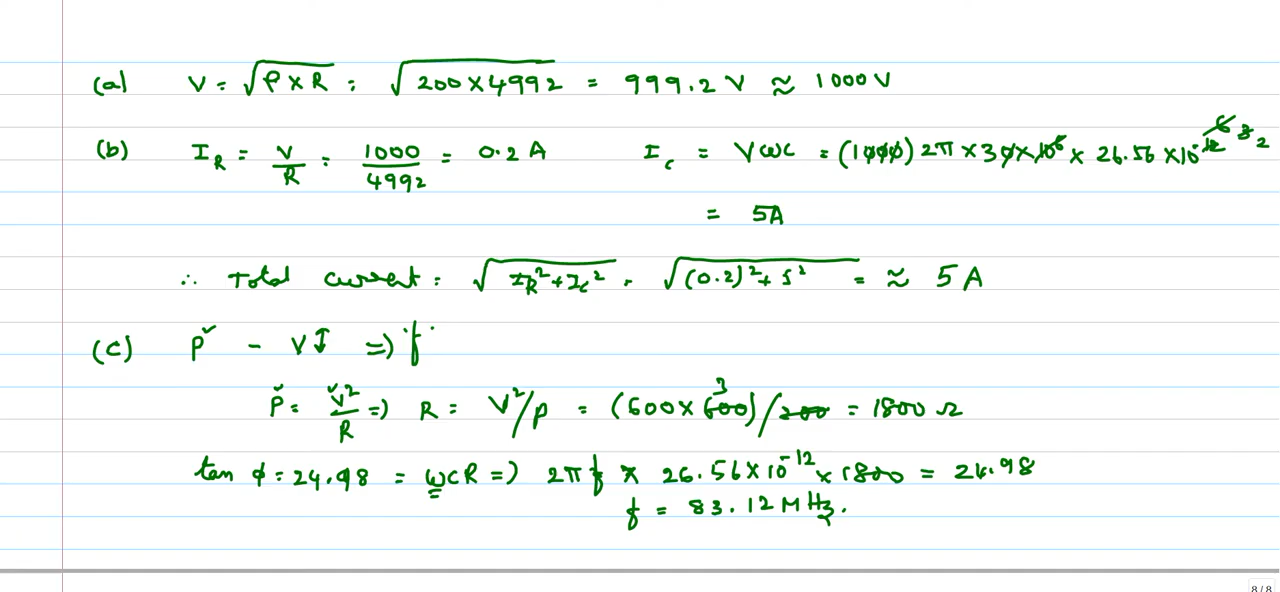 (a) V = √(P × R) = √(200 × 4992) = 999.2 V ≈ 1000 V
(b) I_R = V/R = 1000/4992 = 0.2 A I_c = VωC = (1000) 2π × 30 × 10⁶ × 26.56 × 10⁻¹²
= 5A
∴ Total current = √(I_R² + I_c²) = √((0.2)² + 5²) = ≈ 5 A
(c) P - VI => f
P = V²/R => R = V²/P = (600 × 600)/200 = 1800 Ω
tan φ = 24.98 = ωCR => 2πf × 26.56 × 10⁻¹² × 1800 = 24.98
f = 83.12 MHz.
8 / 8